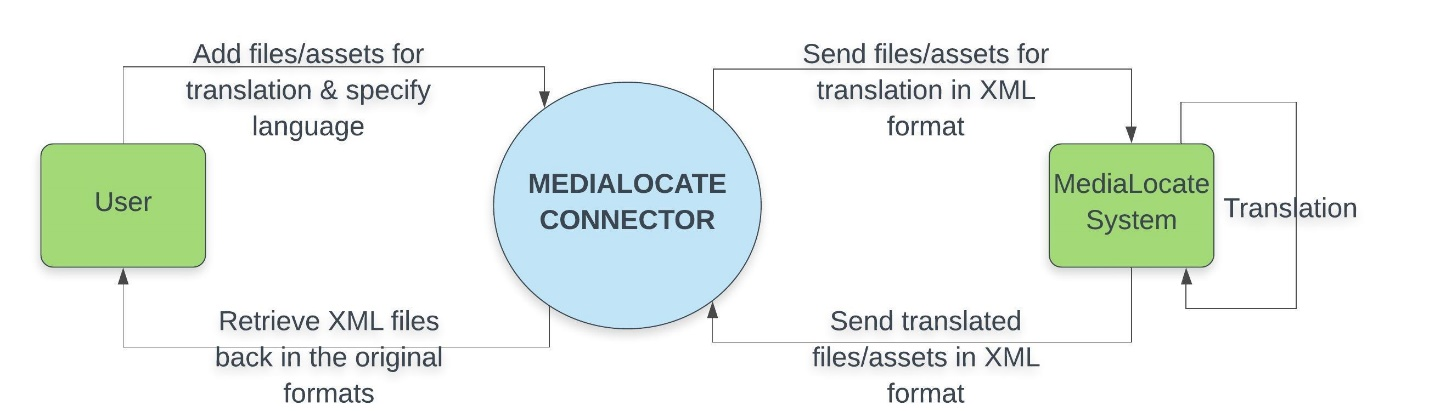 Add files/assets for
translation & specify
language
Send files/assets for
translation in XML
format
User
MEDIALOCATE
CONNECTOR
MediaLocate
System
Translation
Retrieve XML files
back in the original
formats
Send translated
files/assets in XML
format